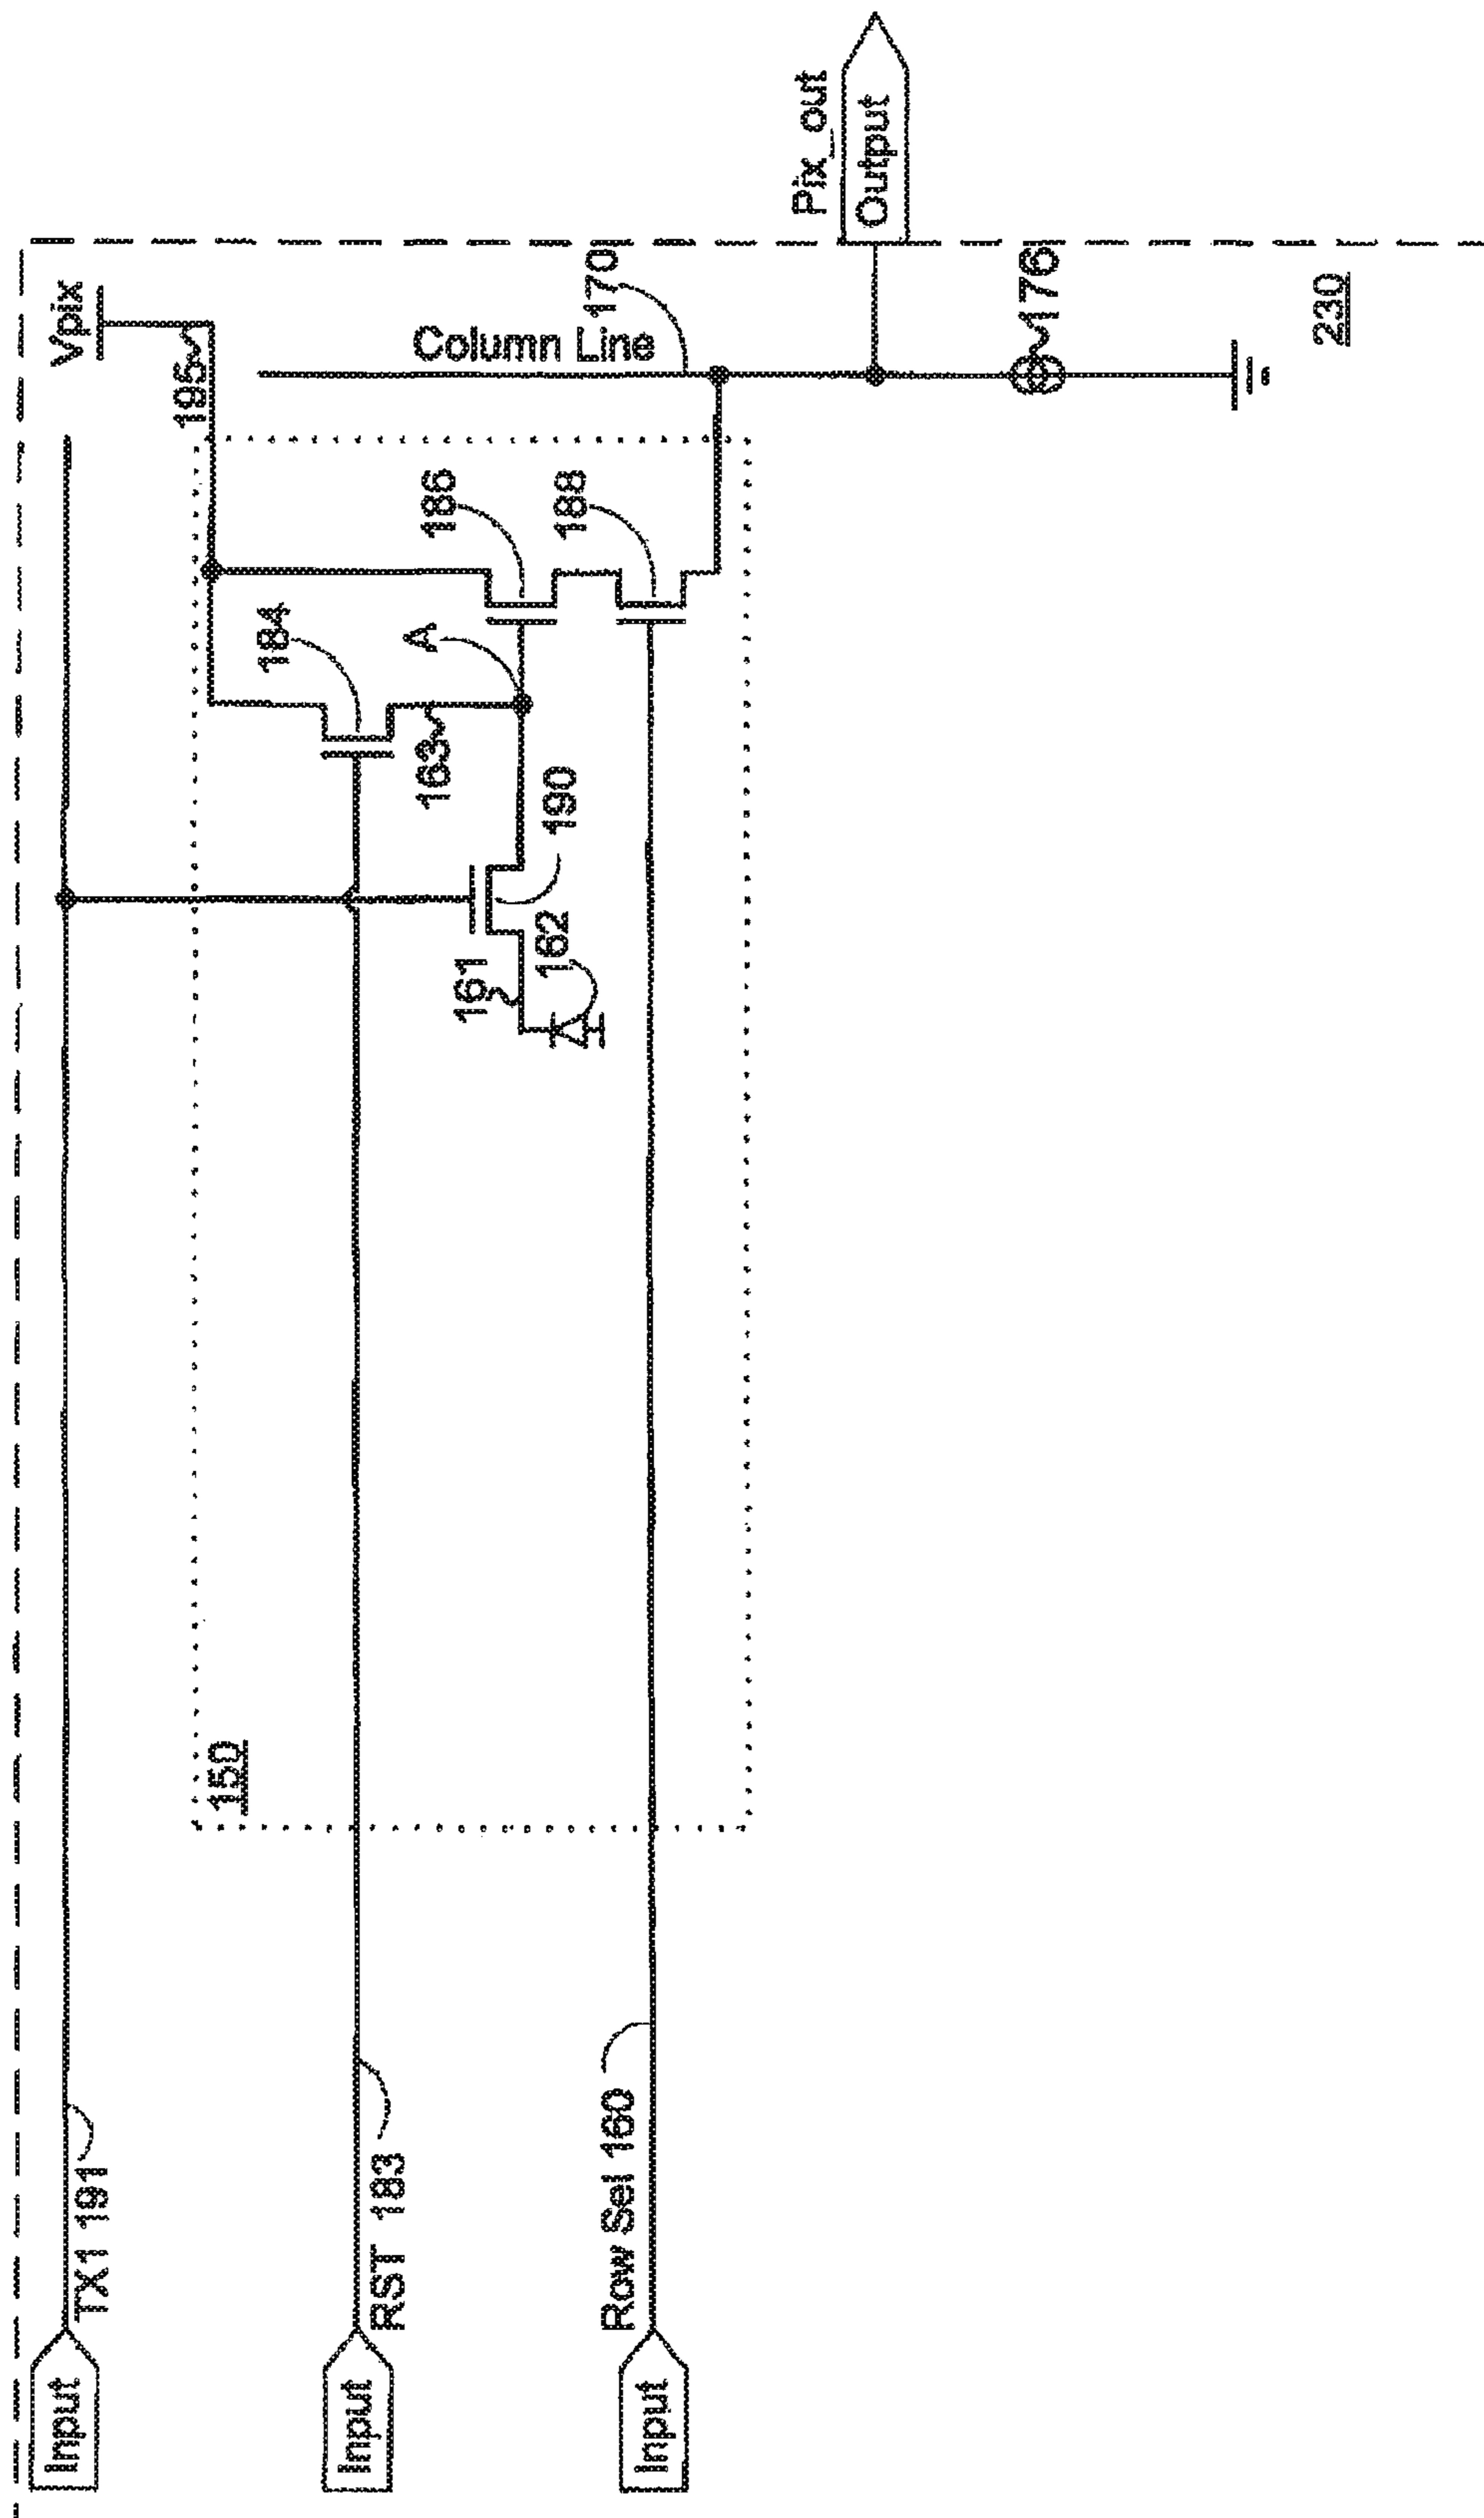 Input
TX1 191
Vpix
195
150
184
Input
RST 183
163
A
186
Column Line
161
190
162
188
170
Input
Row Sel 160
Pix_out
Output
176
230